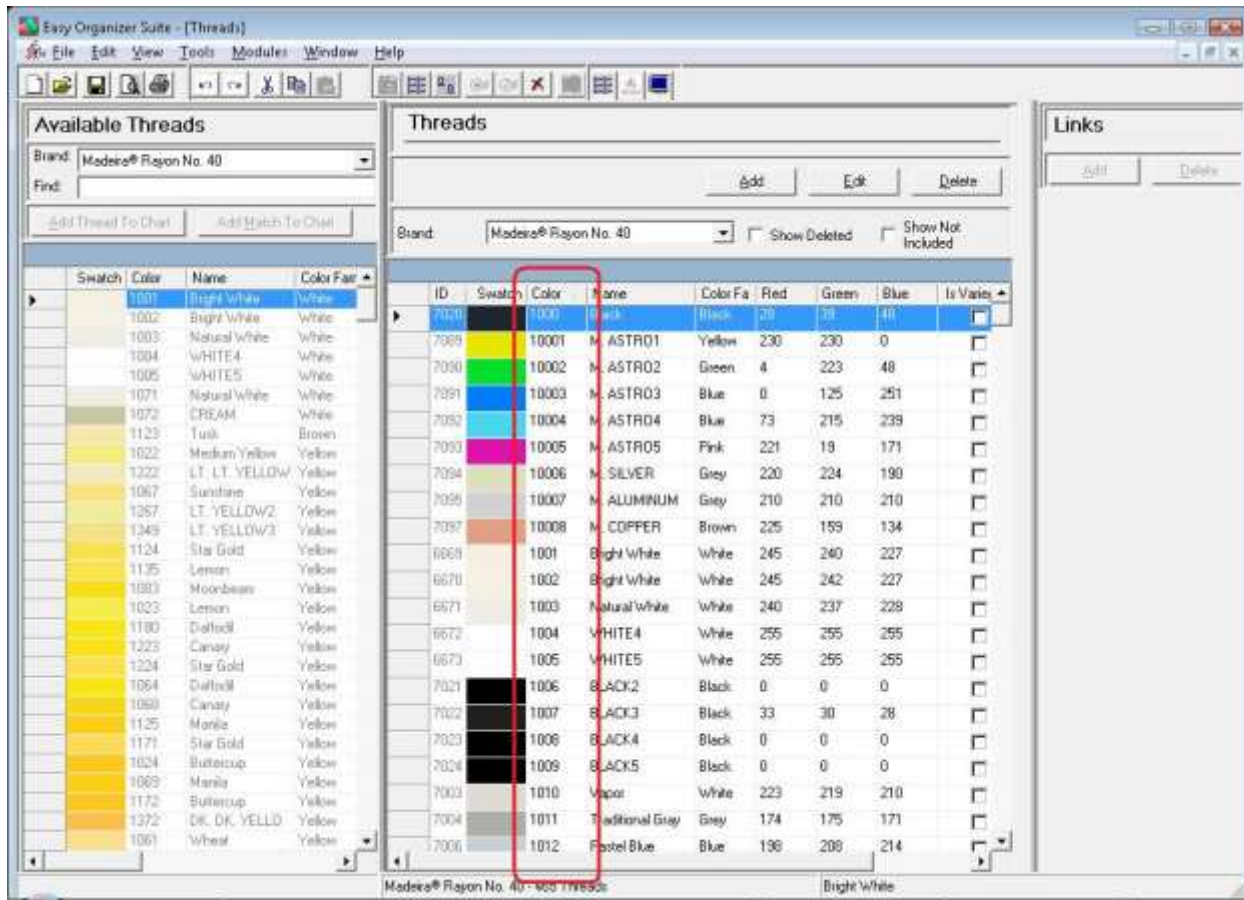 Easy Organizer Suite - [Threads]
File Edit View Tools Modules Window Help
Available Threads
Brand: Madeira® Rayon No. 40
Find:
Add Thread To Chart Add Match To Chart
Swatch Color Name Color Fam
1001 Bright White White
1002 Bright White White
1003 Natural White White
1004 WHITE4 White
1005 WHITE5 White
1071 Natural White White
1072 CREAM White
1123 Tusk Brown
1022 Medium Yellow Yellow
1222 LT. LT. YELLOW Yellow
1067 Sunshine Yellow
1267 LT. YELLOW2 Yellow
1349 LT. YELLOW3 Yellow
1124 Star Gold Yellow
1135 Lemon Yellow
1083 Moonbeam Yellow
1023 Lemon Yellow
1180 Daffodil Yellow
1223 Canary Yellow
1224 Star Gold Yellow
1064 Daffodil Yellow
1068 Canary Yellow
1125 Manila Yellow
1171 Star Gold Yellow
1024 Buttercup Yellow
1069 Manila Yellow
1172 Buttercup Yellow
1372 DK. DK. YELLO Yellow
1061 Wheat Yellow
Threads
Add Edit Delete
Brand: Madeira® Rayon No. 40 Show Deleted Show Not Included
ID Swatch Color Name Color Fa Red Green Blue Is Varie
7020 1000 Black Black 28 39 48
7089 10001 M. ASTRO1 Yellow 230 230 0
7090 10002 M. ASTRO2 Green 4 223 48
7091 10003 M. ASTRO3 Blue 0 125 251
7092 10004 M. ASTRO4 Blue 73 215 239
7093 10005 M. ASTRO5 Pink 221 19 171
7094 10006 M. SILVER Grey 220 224 190
7095 10007 M. ALUMINUM Grey 210 210 210
7097 10008 M. COPPER Brown 225 159 134
6669 1001 Bright White White 245 240 227
6670 1002 Bright White White 245 242 227
6671 1003 Natural White White 240 237 228
6672 1004 WHITE4 White 255 255 255
6673 1005 WHITE5 White 255 255 255
7021 1006 BLACK2 Black 0 0 0
7022 1007 BLACK3 Black 33 30 28
7023 1008 BLACK4 Black 0 0 0
7024 1009 BLACK5 Black 0 0 0
7003 1010 Vapor White 223 219 210
7004 1011 Traditional Gray Grey 174 175 171
7006 1012 Pastel Blue Blue 198 208 214
Links
Add Delete
Madeira® Rayon No. 40 - Threads
Bright White